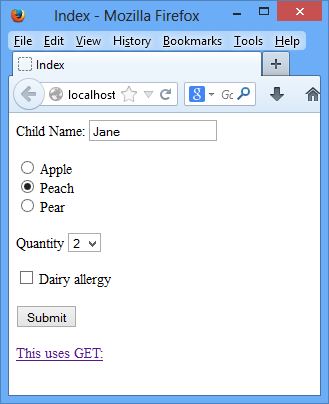 Index - Mozilla Firefox
File Edit View History Bookmarks Tools Help
Index
localhost
Child Name: Jane
Apple
Peach
Pear
Quantity 2
Dairy allergy
Submit
This uses GET: